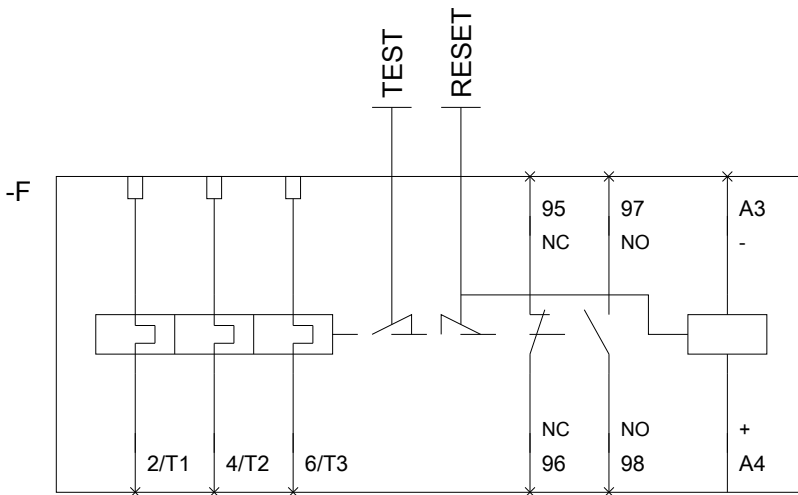 TEST
RESET
-F
95
97
A3
NC
NO
-
NC
NO
+
2/T1
4/T2
6/T3
96
98
A4